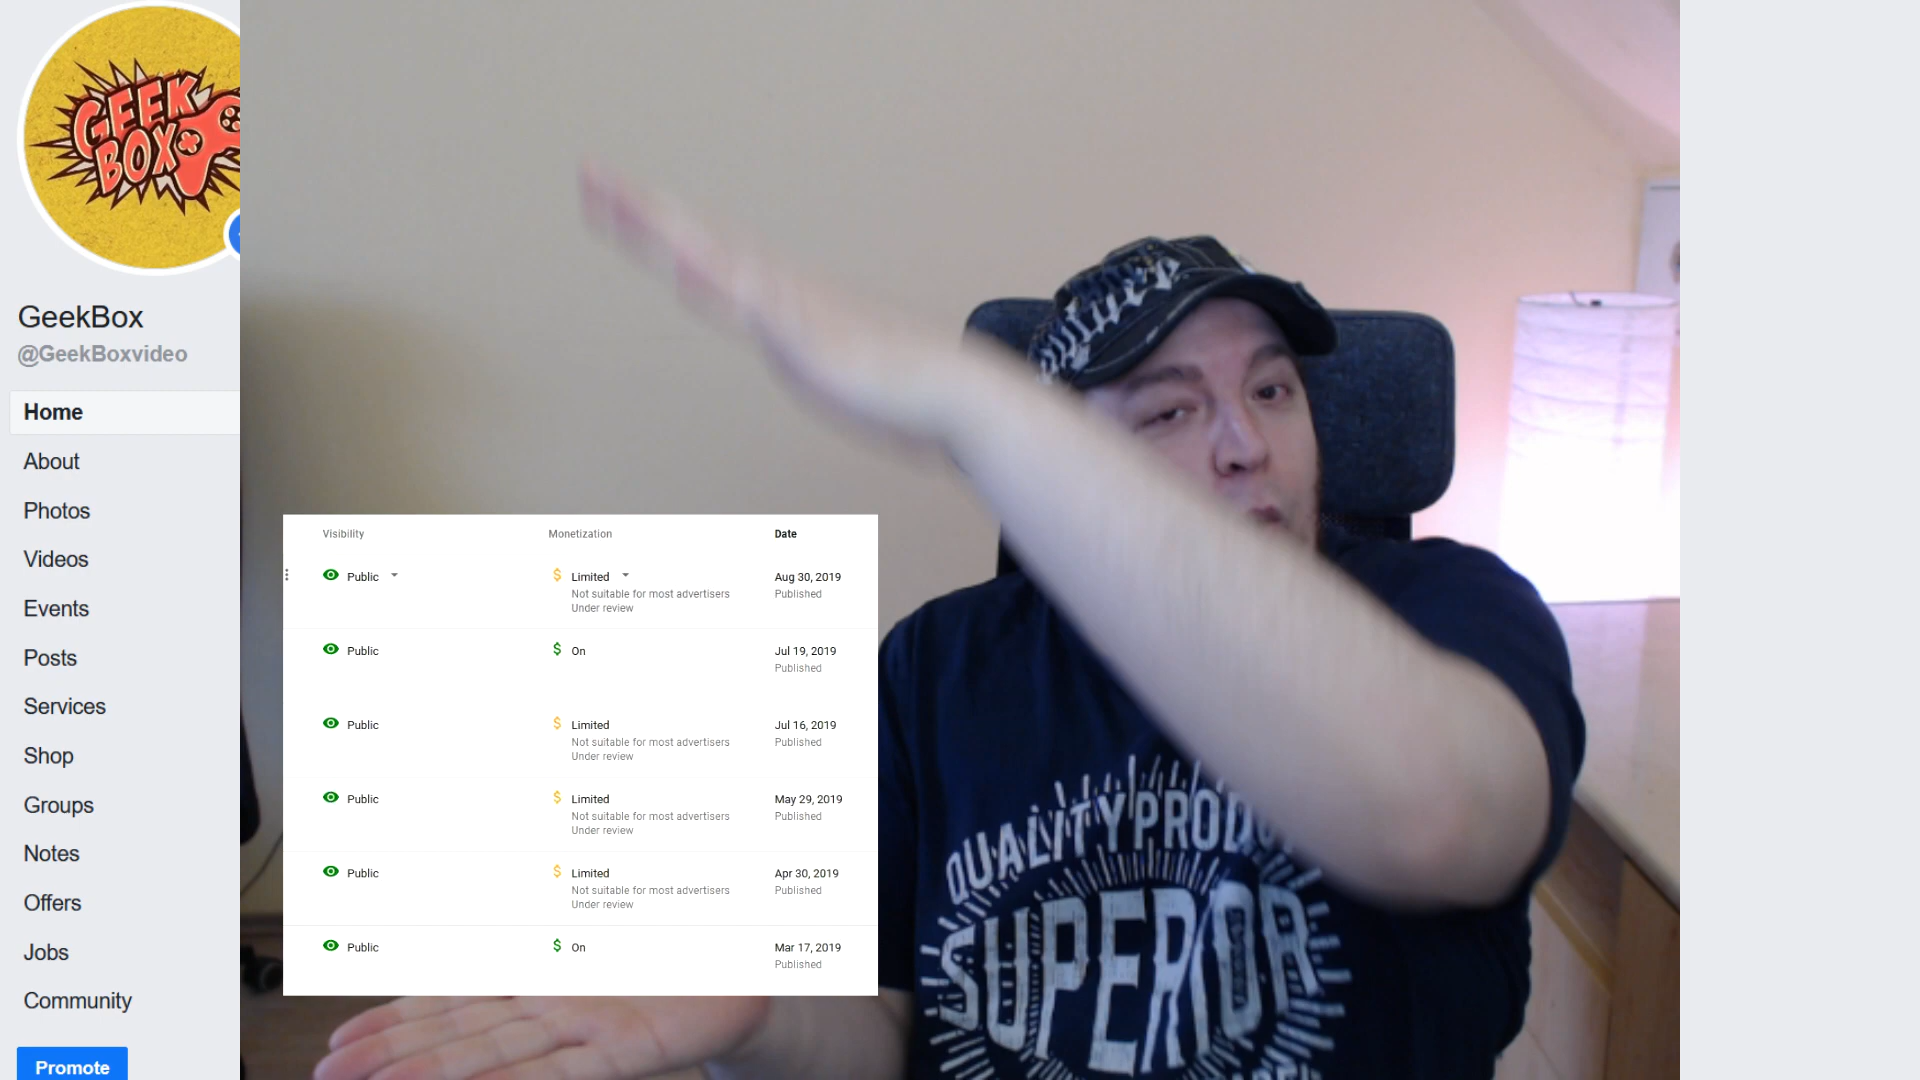 GEEK
BOX
GeekBox
@GeekBoxvideo
Home
About
Photos
Videos
Events
Posts
Services
Shop
Groups
Notes
Offers
Jobs
Community
Promote
Visibility Monetization Date
Public Limited Aug 30, 2019
Not suitable for most advertisers Published
Under review
Public On Jul 19, 2019
Published
Public Limited Jul 16, 2019
Not suitable for most advertisers Published
Under review
Public Limited May 29, 2019
Not suitable for most advertisers Published
Under review
Public Limited Apr 30, 2019
Not suitable for most advertisers Published
Under review
Public On Mar 17, 2019
Published
QUALITY PROD
SUPERIOR